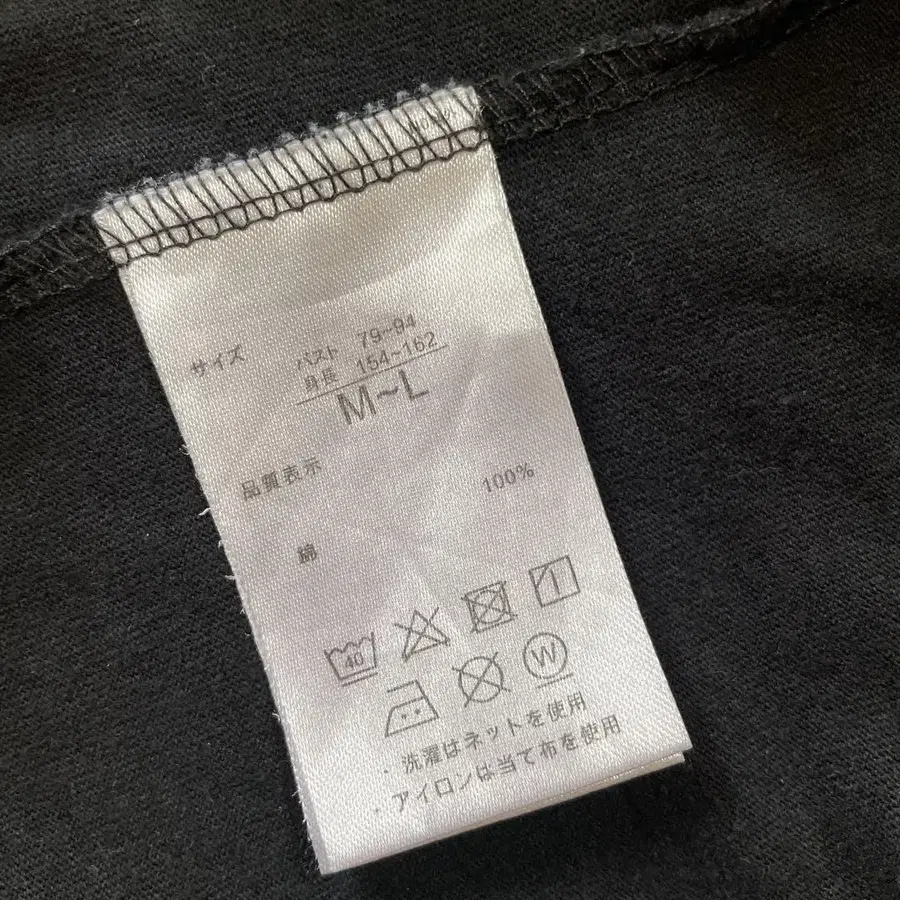 サイズ
バスト 79~94
身長 154~162
M~L
品質表示
綿 100%
40
W
・洗濯はネットを使用
・アイロンは当て布を使用